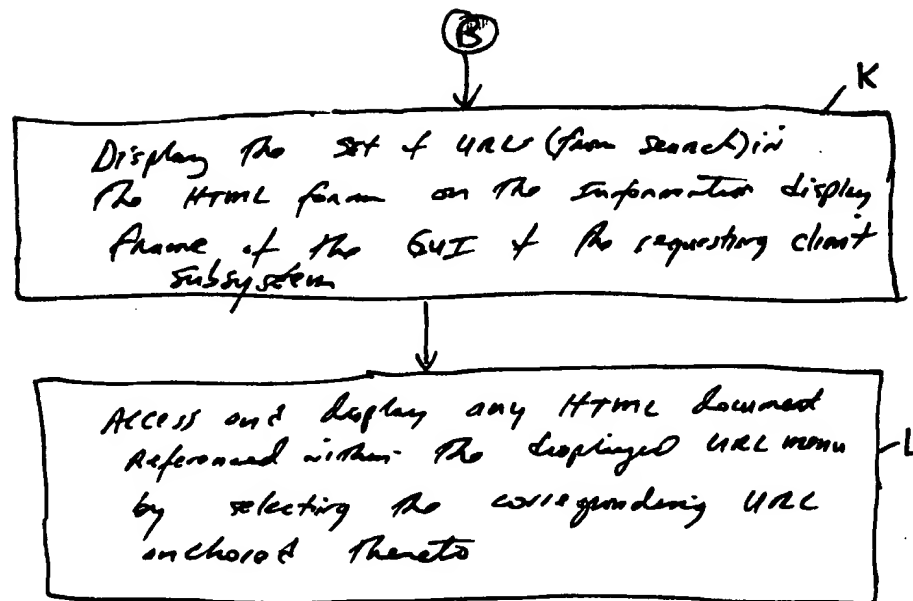 B
K
Display the set of URLs (from search) in
the HTML form on the Information display
frame of the GUI of the requesting client
subsystem
Access and display any HTML document
Referenced within the displayed URL menu
L
by selecting the corresponding URL
anchored thereto